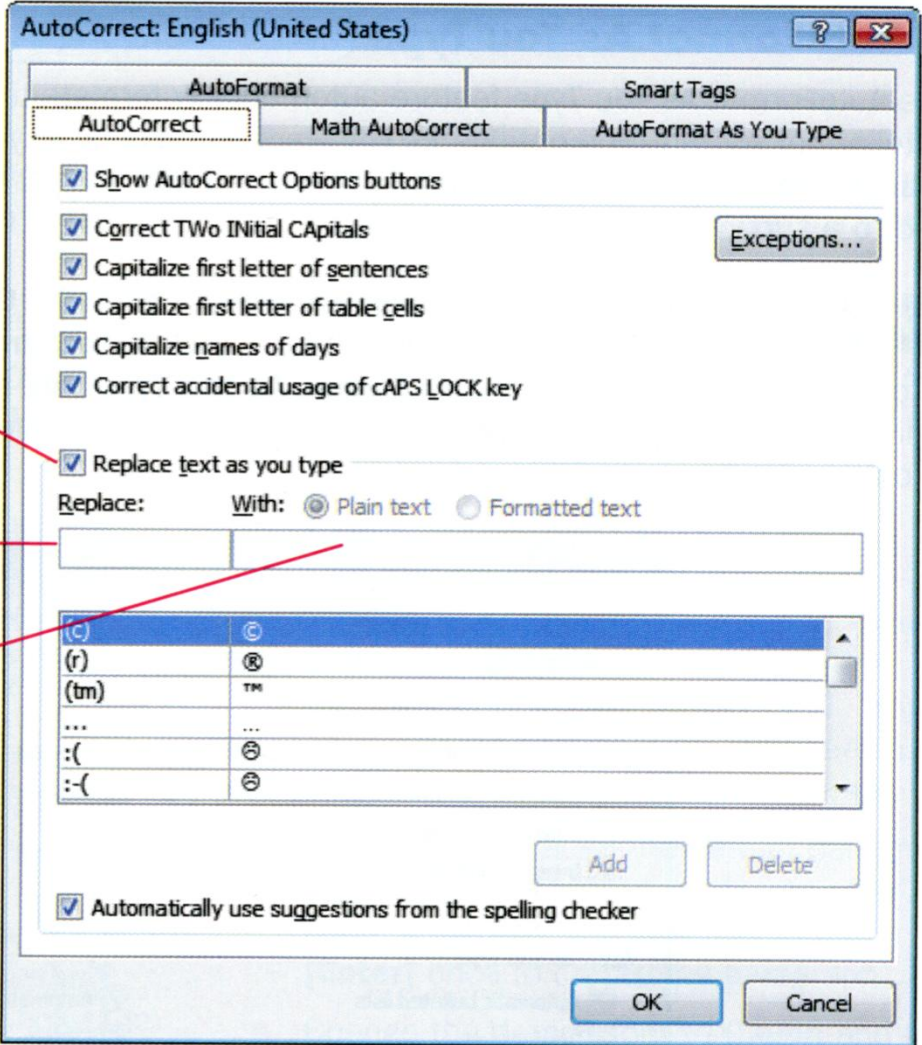 AutoCorrect: English (United States)
AutoFormat
Smart Tags
AutoCorrect
Math AutoCorrect
AutoFormat As You Type
Show AutoCorrect Options buttons
Correct TWo INitial CApitals
Exceptions...
Capitalize first letter of sentences
Capitalize first letter of table cells
Capitalize names of days
Correct accidental usage of cAPS LOCK key
Replace text as you type
Replace: With: Plain text Formatted text
(c) ©
(r) ®
(tm) ™
... …
:( ☹
:-( ☹
Add Delete
Automatically use suggestions from the spelling checker
OK Cancel